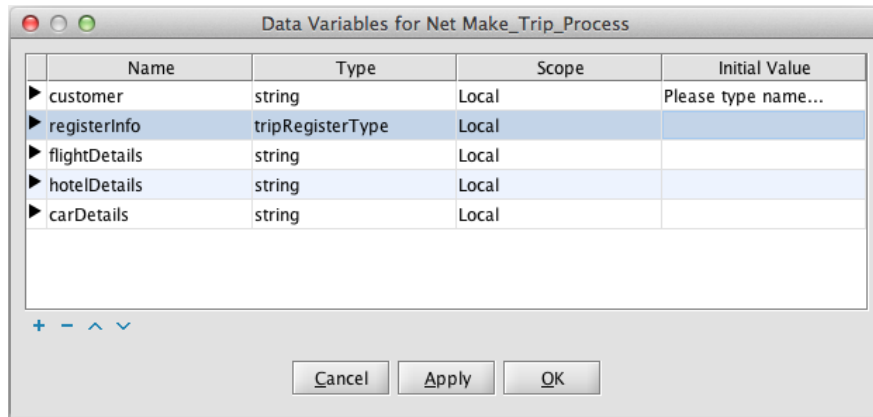 Data Variables for Net Make_Trip_Process
Name Type Scope Initial Value
customer string Local Please type name...
registerInfo tripRegisterType Local
flightDetails string Local
hotelDetails string Local
carDetails string Local
Cancel Apply OK